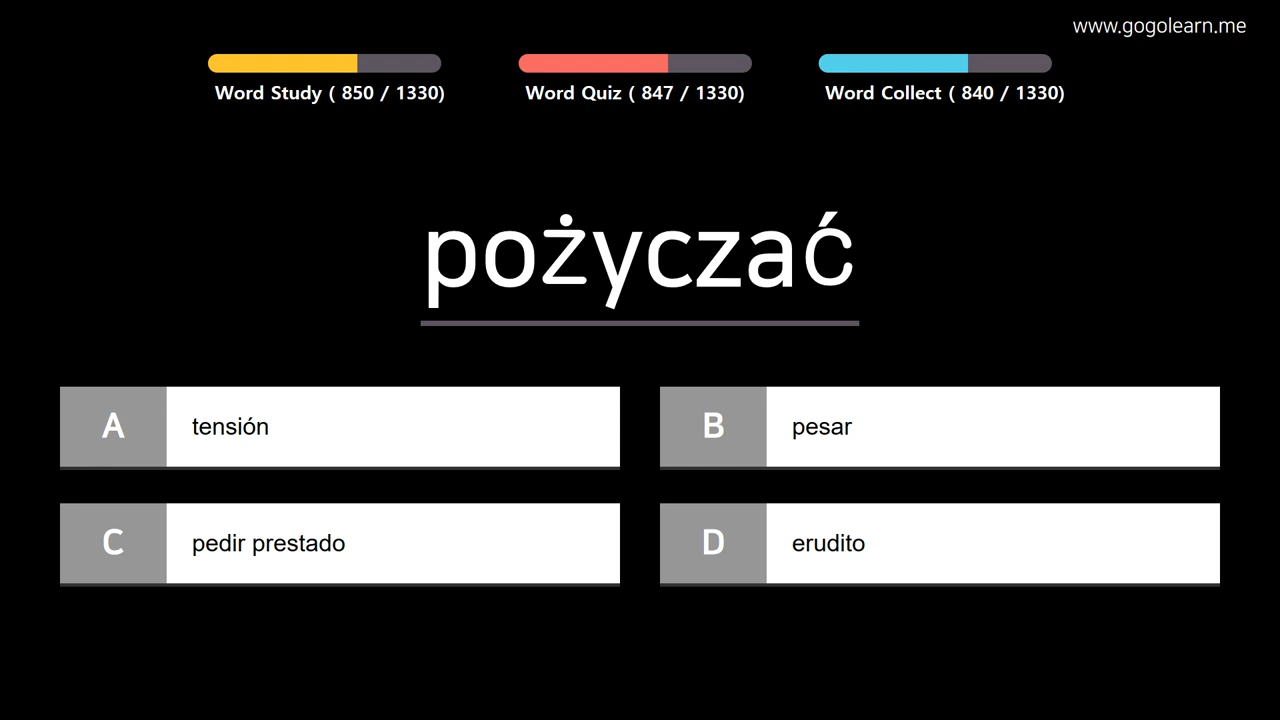 www.gogolearn.me
Word Study ( 850 / 1330)
Word Quiz ( 847 / 1330)
Word Collect ( 840 / 1330)
pożyczać
A tensión
B pesar
C pedir prestado
D erudito